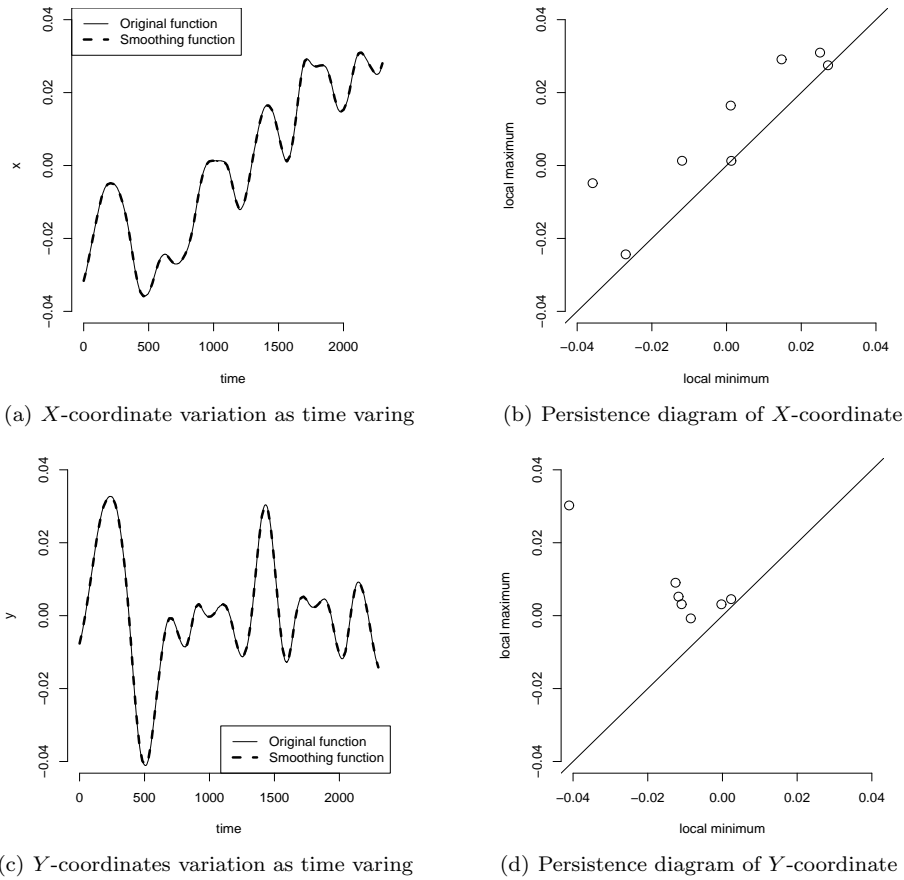 Original function
Smoothing function
0.04
0.02
0.00
−0.02
−0.04
x
0
500
1000
1500
2000
time
0.04
0.02
0.00
−0.02
−0.04
local maximum
−0.04
−0.02
0.00
0.02
0.04
local minimum
(a) X-coordinate variation as time varing
(b) Persistence diagram of X-coordinate
0.04
0.02
0.00
−0.02
−0.04
y
Original function
Smoothing function
0
500
1000
1500
2000
time
0.04
0.02
0.00
−0.02
−0.04
local maximum
−0.04
−0.02
0.00
0.02
0.04
local minimum
(c) Y-coordinates variation as time varing
(d) Persistence diagram of Y-coordinate